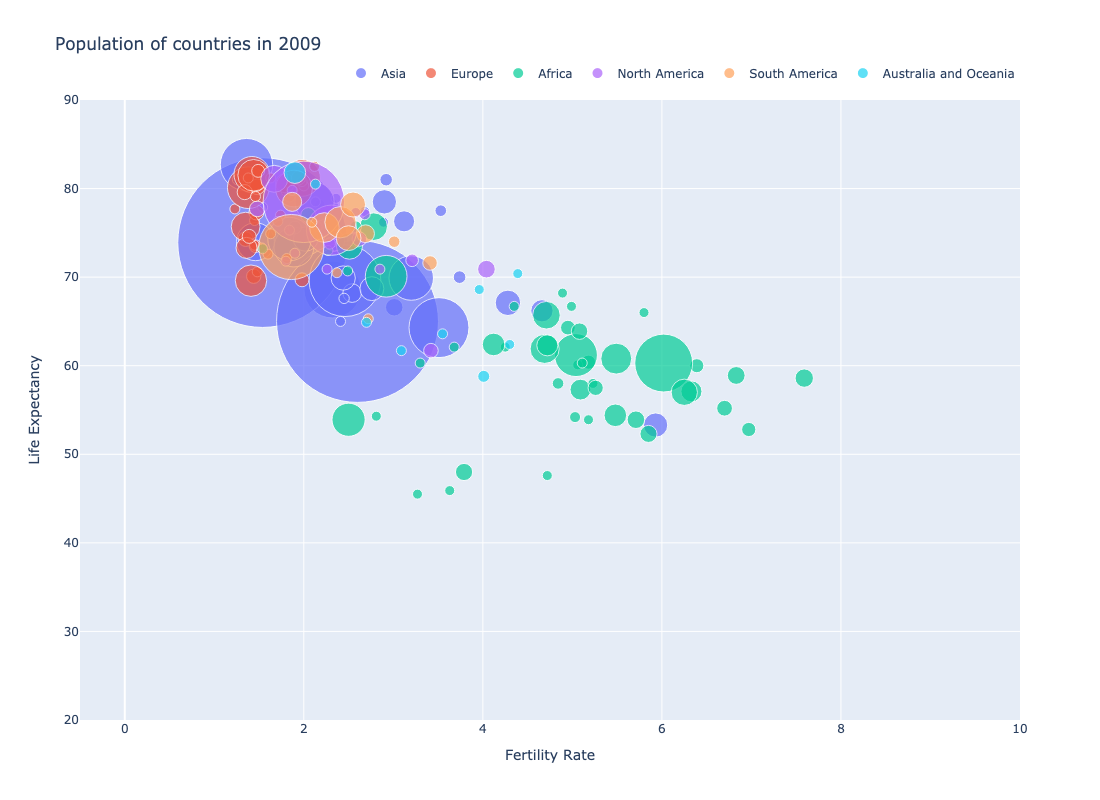 Population of countries in 2009
Asia Europe Africa North America South America Australia and Oceania
90
80
70
60
50
40
30
20
Life Expectancy
0 2 4 6 8 10
Fertility Rate